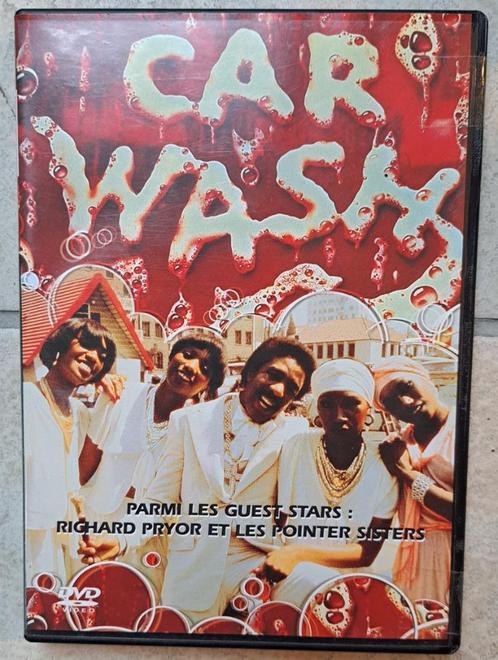 CAR
WASH
PARMI LES GUEST STARS :
RICHARD PRYOR ET LES POINTER SISTERS
DVD
VIDEO